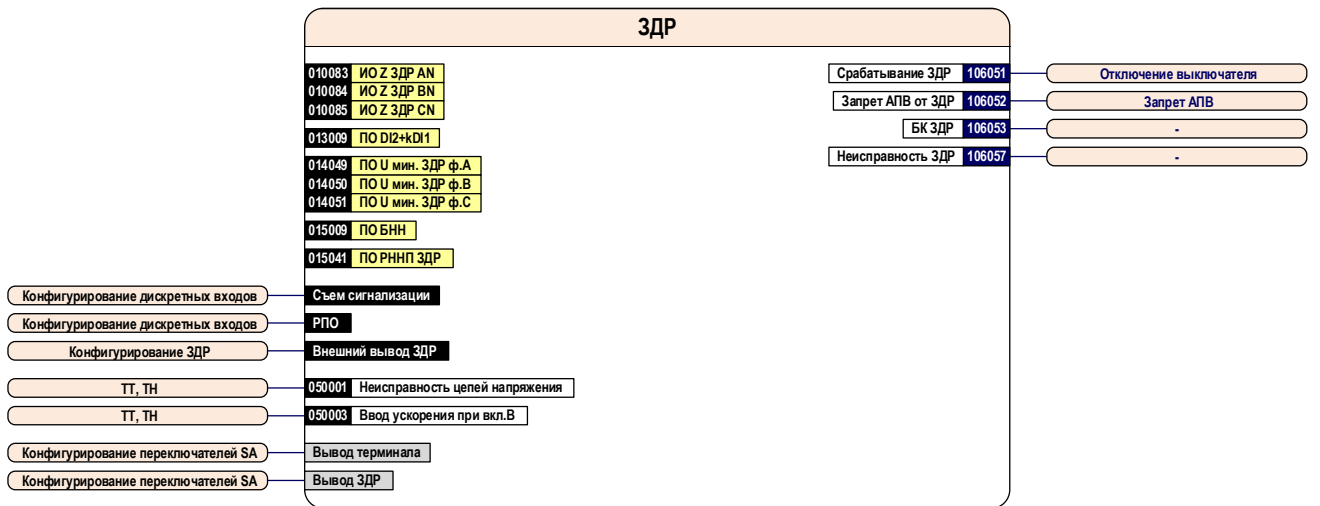 ЗДР
010083 ИО Z ЗДР AN
010084 ИО Z ЗДР BN
010085 ИО Z ЗДР CN
013009 ПО DI2+kDI1
014049 ПО U мин. ЗДР ф.А
014050 ПО U мин. ЗДР ф.В
014051 ПО U мин. ЗДР ф.С
015009 ПО БНН
015041 ПО РННП ЗДР
Срабатывание ЗДР 106051 Отключение выключателя
Запрет АПВ от ЗДР 106052 Запрет АПВ
БК ЗДР 106053 -
Неисправность ЗДР 106057 -
Конфигурирование дискретных входов Съем сигнализации
Конфигурирование дискретных входов РПО
Конфигурирование ЗДР Внешний вывод ЗДР
ТТ, ТН 050001 Неисправность цепей напряжения
ТТ, ТН 050003 Ввод ускорения при вкл.В
Конфигурирование переключателей SA Вывод терминала
Конфигурирование переключателей SA Вывод ЗДР